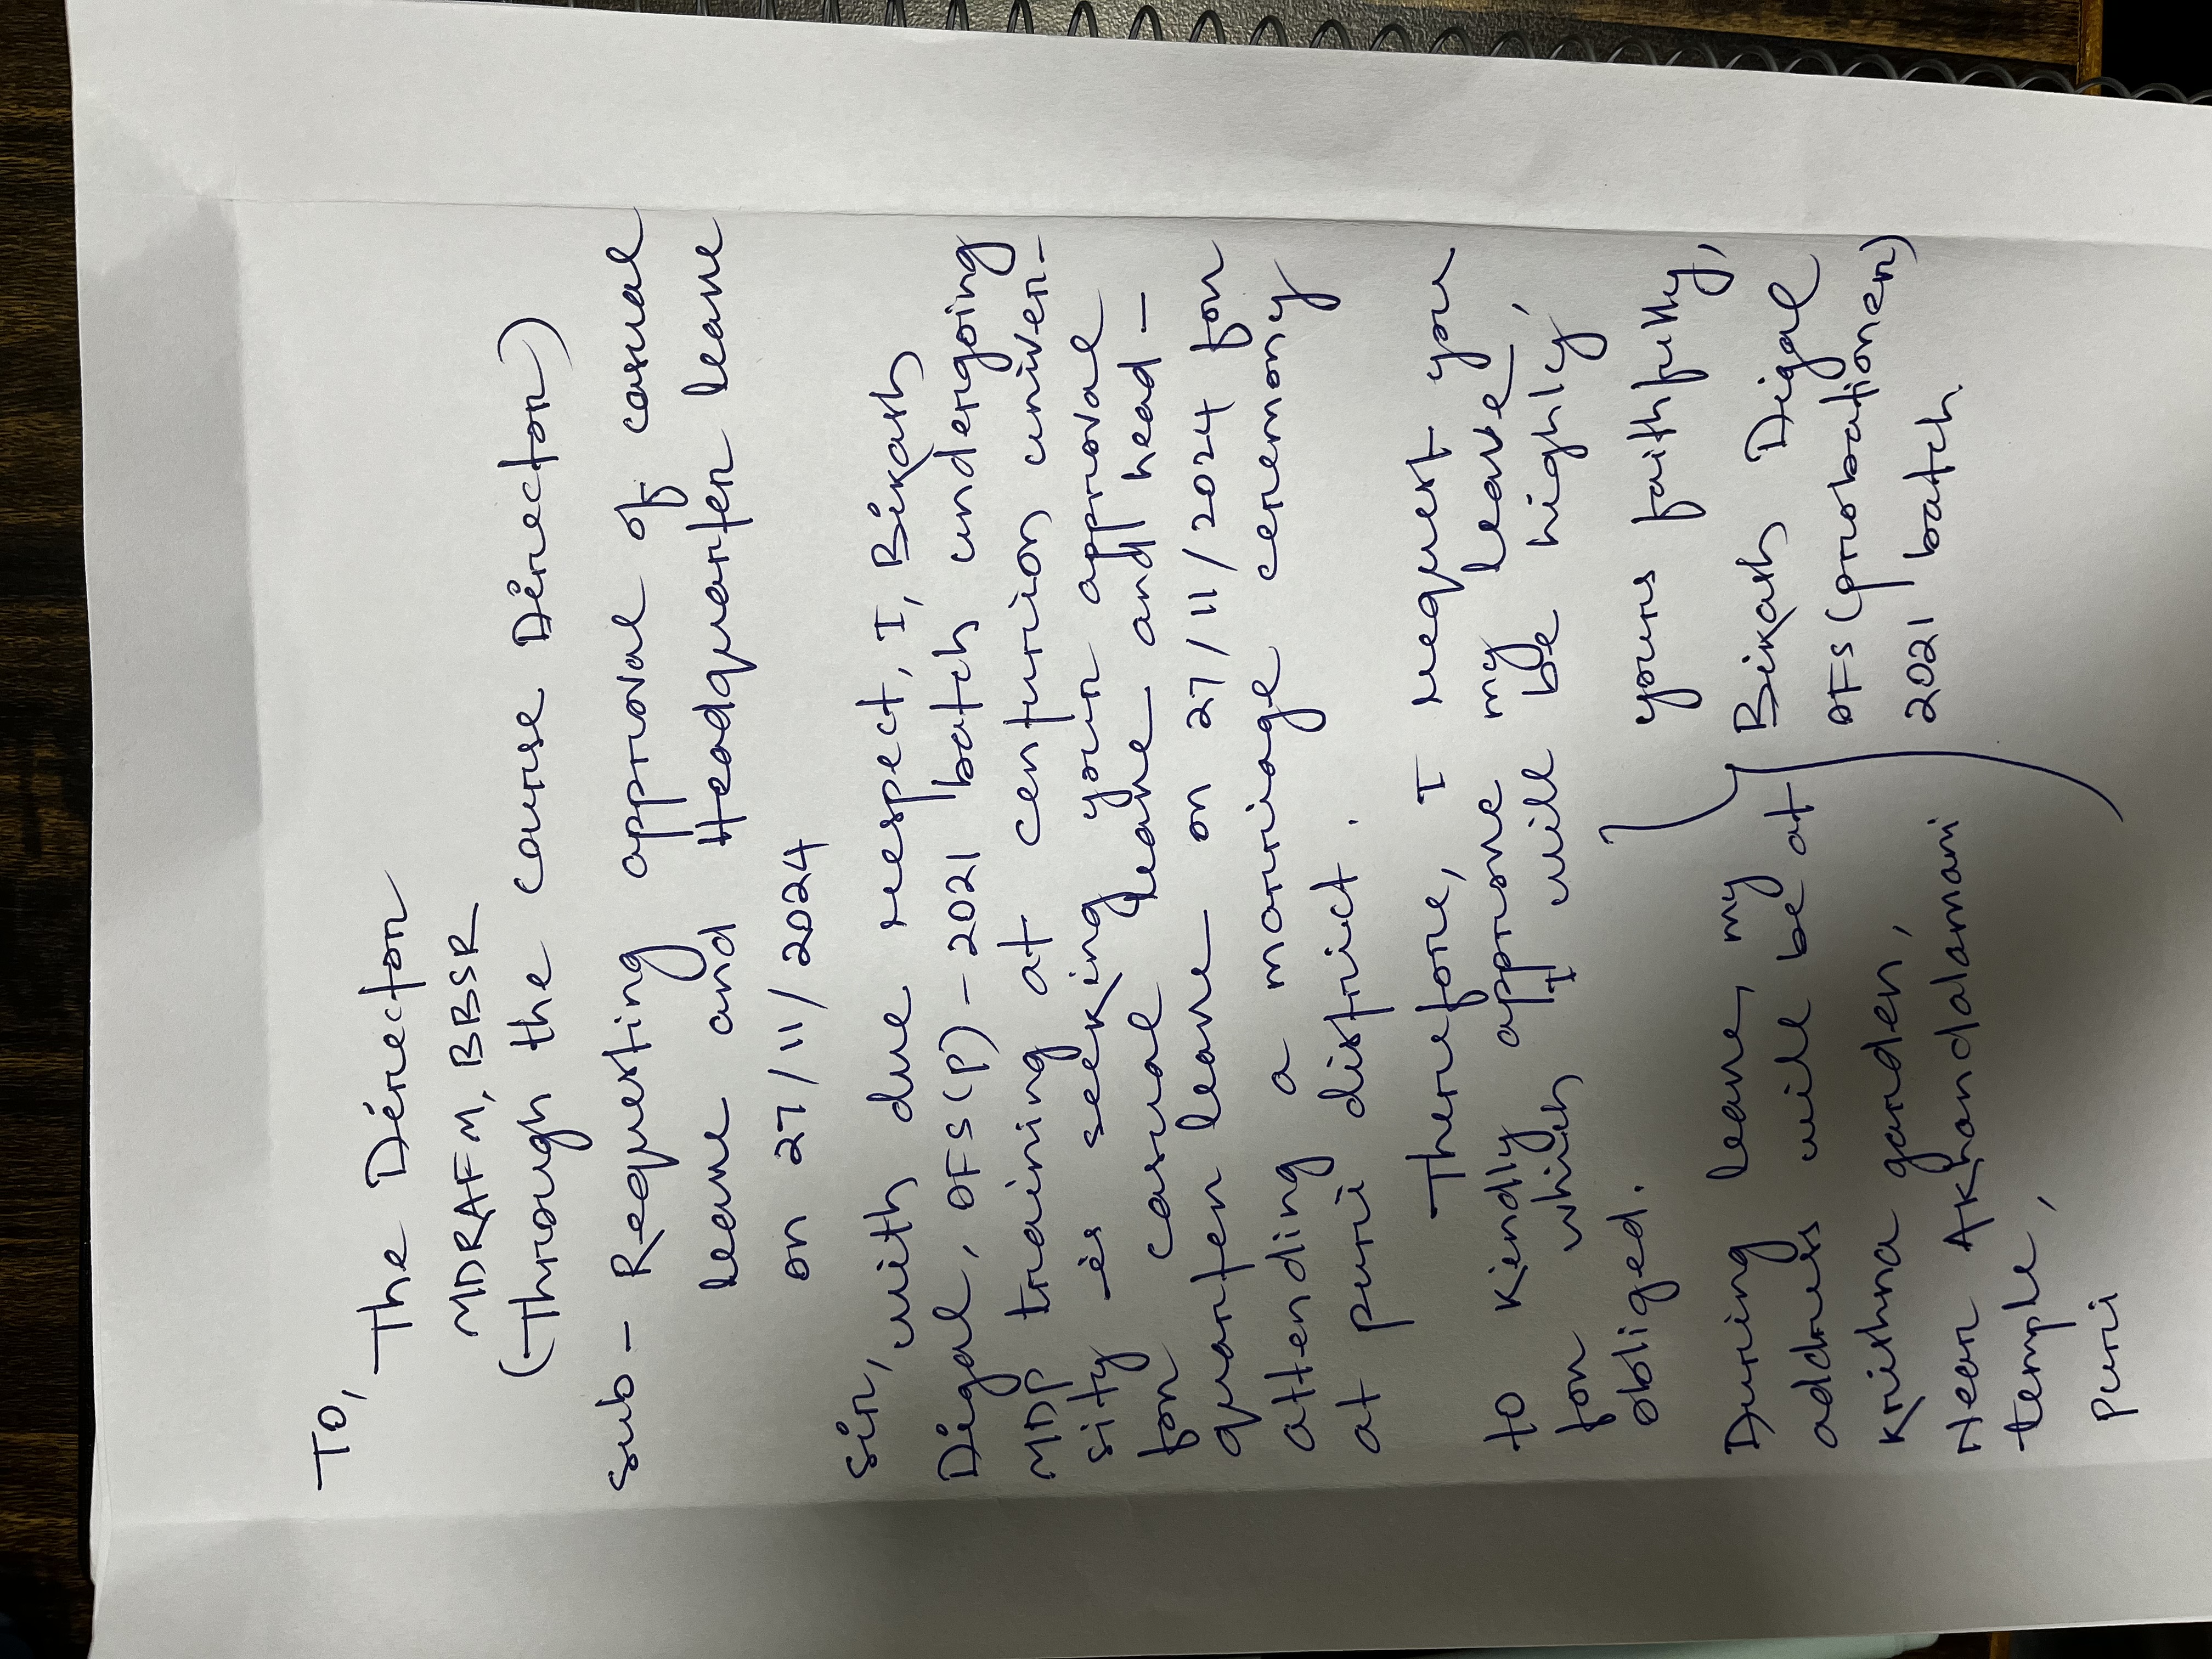 To,
The Director
MDRAFM, BBSR
(Through the course Director)
Sub - Requesting approval of casual
leave and Headquarter leave
on 27/11/2024
Sir,
with due respect, I, Bikash
Digal, OFS(P) - 2021 batch undergoing
MDP training at centurion univer-
sity is seeking your approval
for casual leave and head-
quarter leave on 27/11/2024 for
attending a marriage ceremony
at puri district.
Therefore, I request you
to kindly approve my leave,
for which I will be highly
obliged.
During leave, my
address will be at
Krishna garden,
Near Akhandalamani
temple,
Puri
yours faithfully,
Bikash Digal
OFS (probationer)
2021 batch